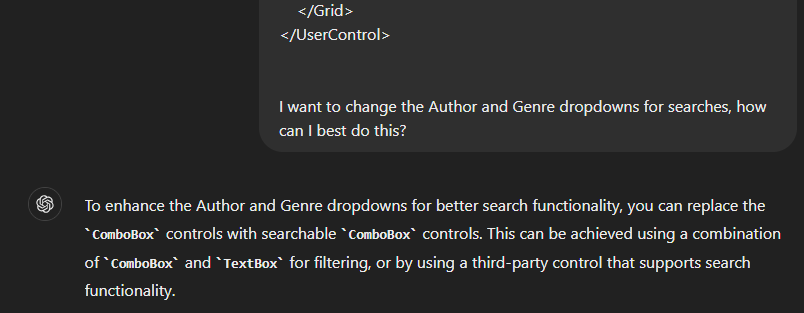 </Grid>
</UserControl>
I want to change the Author and Genre dropdowns for searches, how
can I best do this?
To enhance the Author and Genre dropdowns for better search functionality, you can replace the
`ComboBox` controls with searchable `ComboBox` controls. This can be achieved using a combination
of `ComboBox` and `TextBox` for filtering, or by using a third-party control that supports search
functionality.